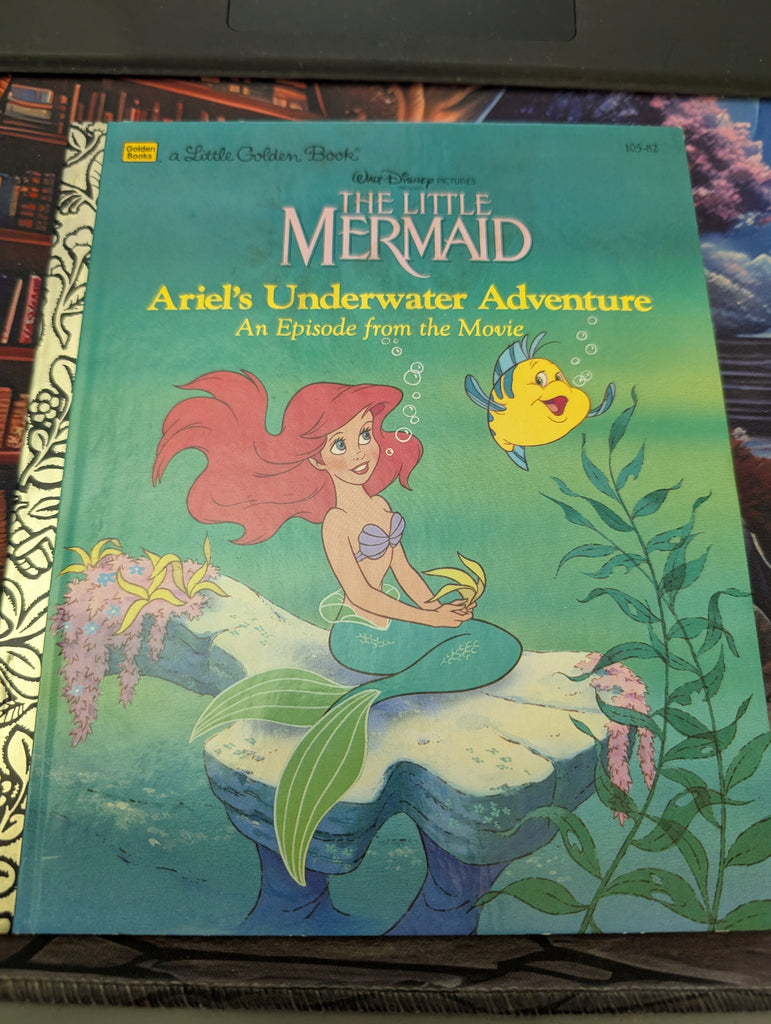 Golden
Books
a Little Golden Book®
105-82
WALT DISNEY PICTURES
PRESENTS
THE LITTLE
MERMAID
Ariel's Underwater Adventure
An Episode from the Movie